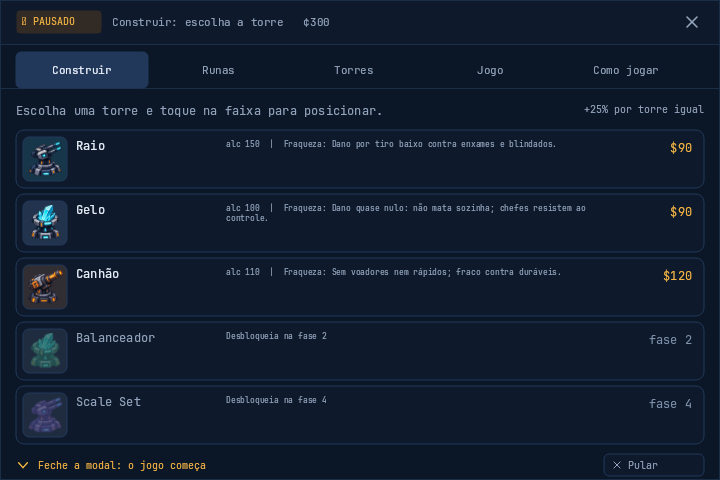 PAUSADO
Construir: escolha a torre $300
Construir Runas Torres Jogo Como jogar
Escolha uma torre e toque na faixa para posicionar. +25% por torre igual
Raio alc 150 | Fraqueza: Dano por tiro baixo contra enxames e blindados. $90
Gelo alc 100 | Fraqueza: Dano quase nulo: não mata sozinha; chefes resistem ao
controle. $90
Canhão alc 110 | Fraqueza: Sem voadores nem rápidos; fraco contra duráveis. $120
Balanceador Desbloqueia na fase 2 fase 2
Scale Set Desbloqueia na fase 4 fase 4
Feche a modal: o jogo começa Pular